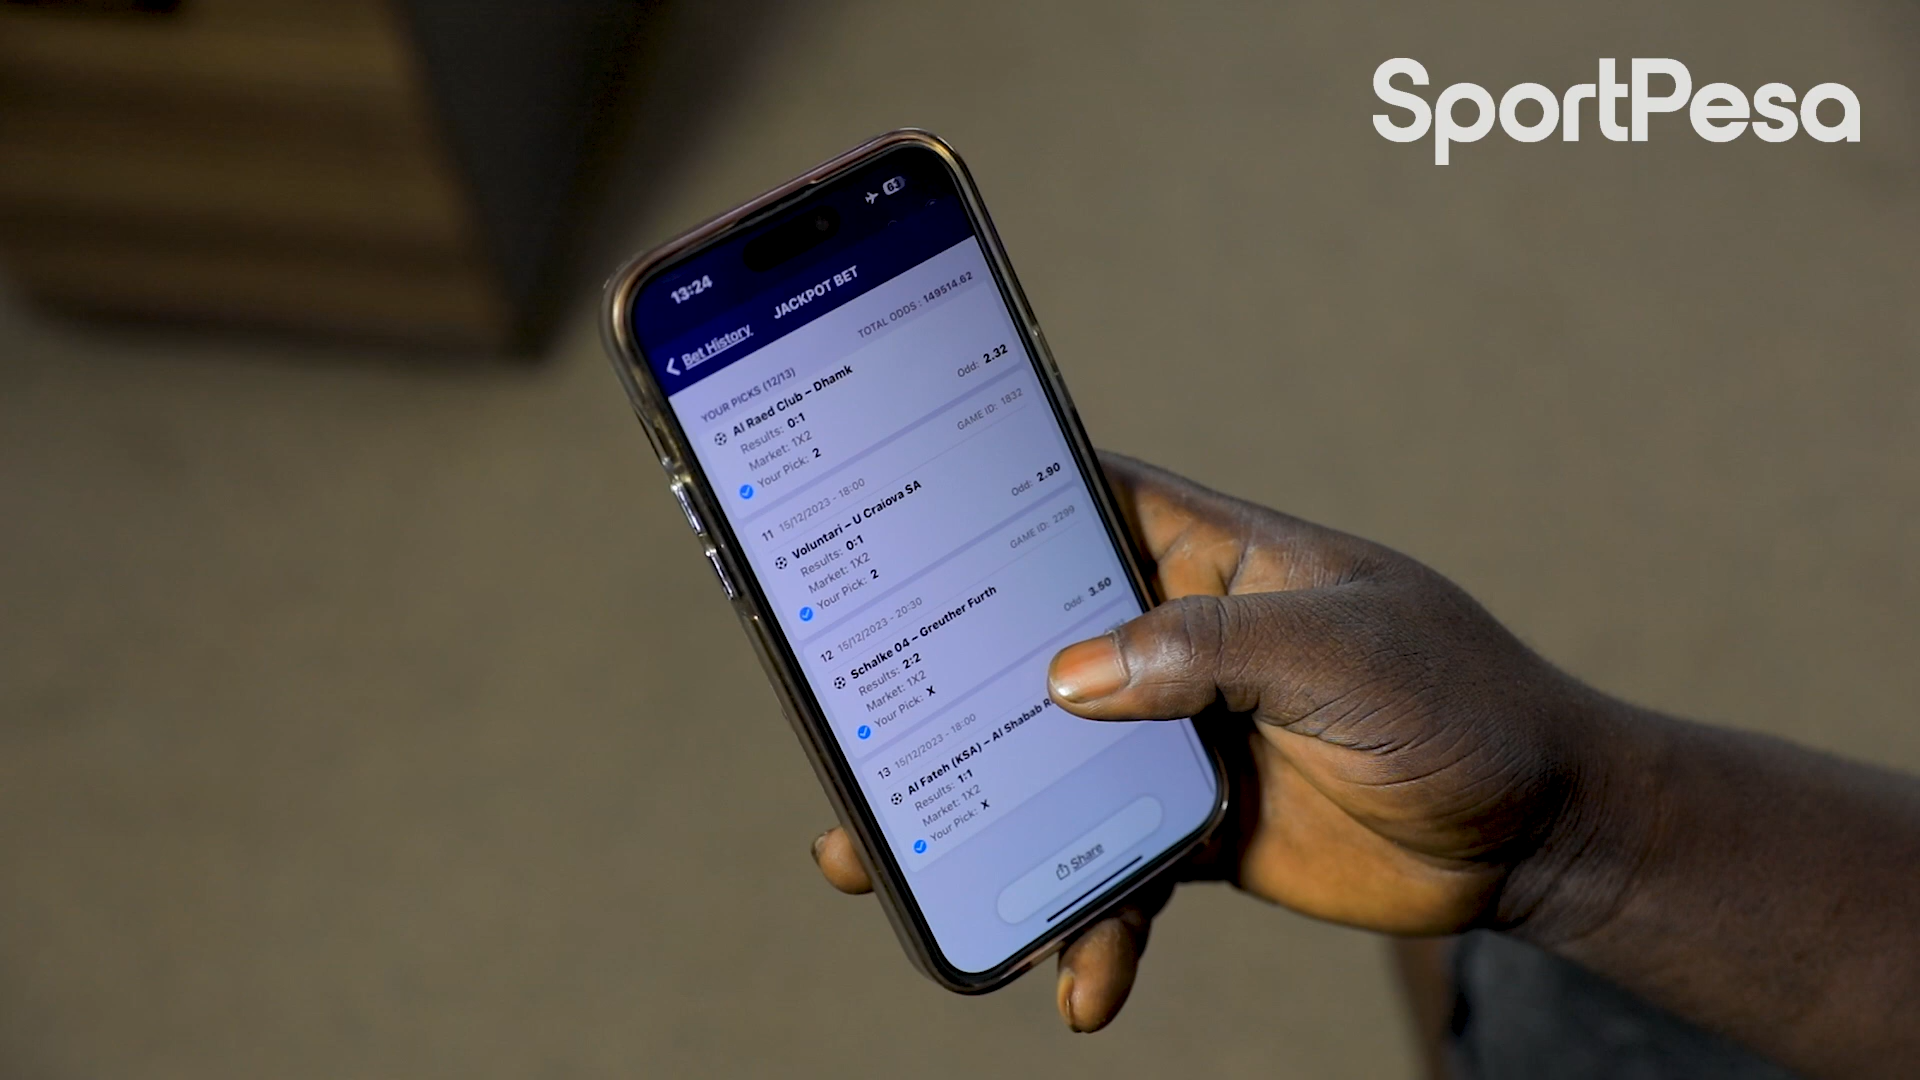 SportPesa
13:24
63
Bet History
JACKPOT BET
YOUR PICKS (12/13)
TOTAL ODDS : 149514.62
Al Raed Club – Dhamk
Odd: 2.32
Results: 0:1
Market: 1X2
Your Pick: 2
GAME ID: 1832
11 15/12/2023 - 18:00
Voluntari – U Craiova SA
Odd: 2.90
Results: 0:1
Market: 1X2
Your Pick: 2
GAME ID: 2299
12 15/12/2023 - 20:30
Schalke 04 – Greuther Furth
Odd: 3.50
Results: 2:2
Market: 1X2
Your Pick: X
13 15/12/2023 - 18:00
Al Fateh (KSA) – Al Shabab
Results: 1:1
Market: 1X2
Your Pick: X
Share